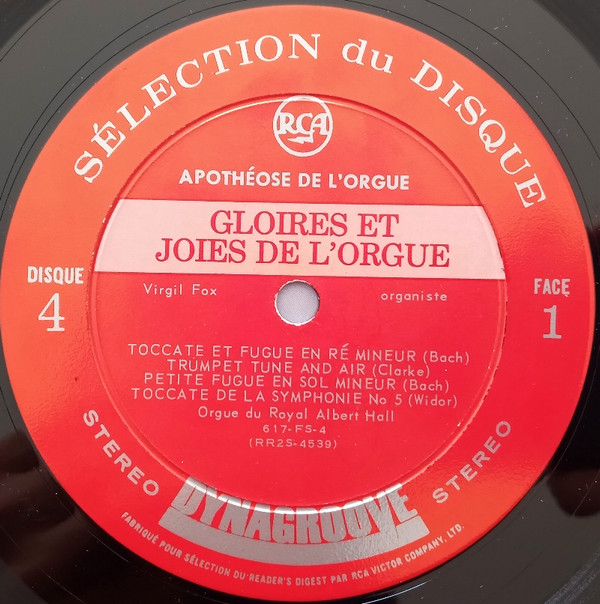 SÉLECTION du DISQUE
RCA
APOTHÉOSE DE L'ORGUE
GLOIRES ET
JOIES DE L'ORGUE
DISQUE
4
FACE
1
Virgil Fox organiste
TOCCATE ET FUGUE EN RÉ MINEUR (Bach)
TRUMPET TUNE AND AIR (Clarke)
PETITE FUGUE EN SOL MINEUR (Bach)
TOCCATE DE LA SYMPHONIE No 5 (Widor)
Orgue du Royal Albert Hall
617-FS-4
(RR2S-4539)
STEREO
DYNAGROOVE
STEREO
FABRIQUÉ POUR SÉLECTION DU READER'S DIGEST PAR RCA VICTOR COMPANY, LTD.